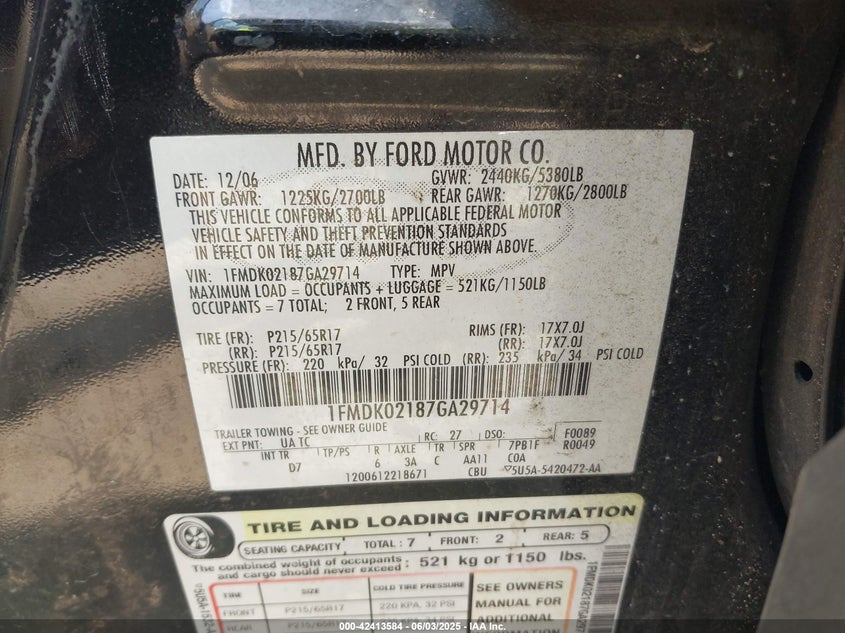 MFD. BY FORD MOTOR CO.
DATE: 12/06 GVWR: 2440KG/5380LB
FRONT GAWR: 1225KG/2700LB REAR GAWR: 1270KG/2800LB
THIS VEHICLE CONFORMS TO ALL APPLICABLE FEDERAL MOTOR
VEHICLE SAFETY AND THEFT PREVENTION STANDARDS
IN EFFECT ON THE DATE OF MANUFACTURE SHOWN ABOVE.
VIN: 1FMDK02187GA29714 TYPE: MPV
MAXIMUM LOAD = OCCUPANTS + LUGGAGE = 521KG/1150LB
OCCUPANTS = 7 TOTAL; 2 FRONT, 5 REAR
TIRE (FR): P215/65R17 RIMS (FR): 17X7.0J
(RR): P215/65R17 (RR): 17X7.0J
PRESSURE (FR): 220 kPa/ 32 PSI COLD (RR): 235 kPa/ 34 PSI COLD
1FMDK02187GA29714
TRAILER TOWING - SEE OWNER GUIDE
EXT PNT: UA TC RC: 27 DSO: F0089
R0049
INT TR TP/PS R AXLE TR SPR 7PB1F
D7 6 3A C AA11 COA
1200612218671 CBU 5U5A-5420472-AA
TIRE AND LOADING INFORMATION
SEATING CAPACITY TOTAL: 7 FRONT: 2 REAR: 5
The combined weight of occupants and cargo should never exceed : 521 kg or 1150 lbs.
TIRE SIZE COLD TIRE PRESSURE SEE OWNERS
MANUAL FOR
ADDITIONAL
INFORMATION
FRONT P215/65R17 220 KPA, 32 PSI
REAR
00-42413584 - 06/03/2025 - © IAA, Inc.